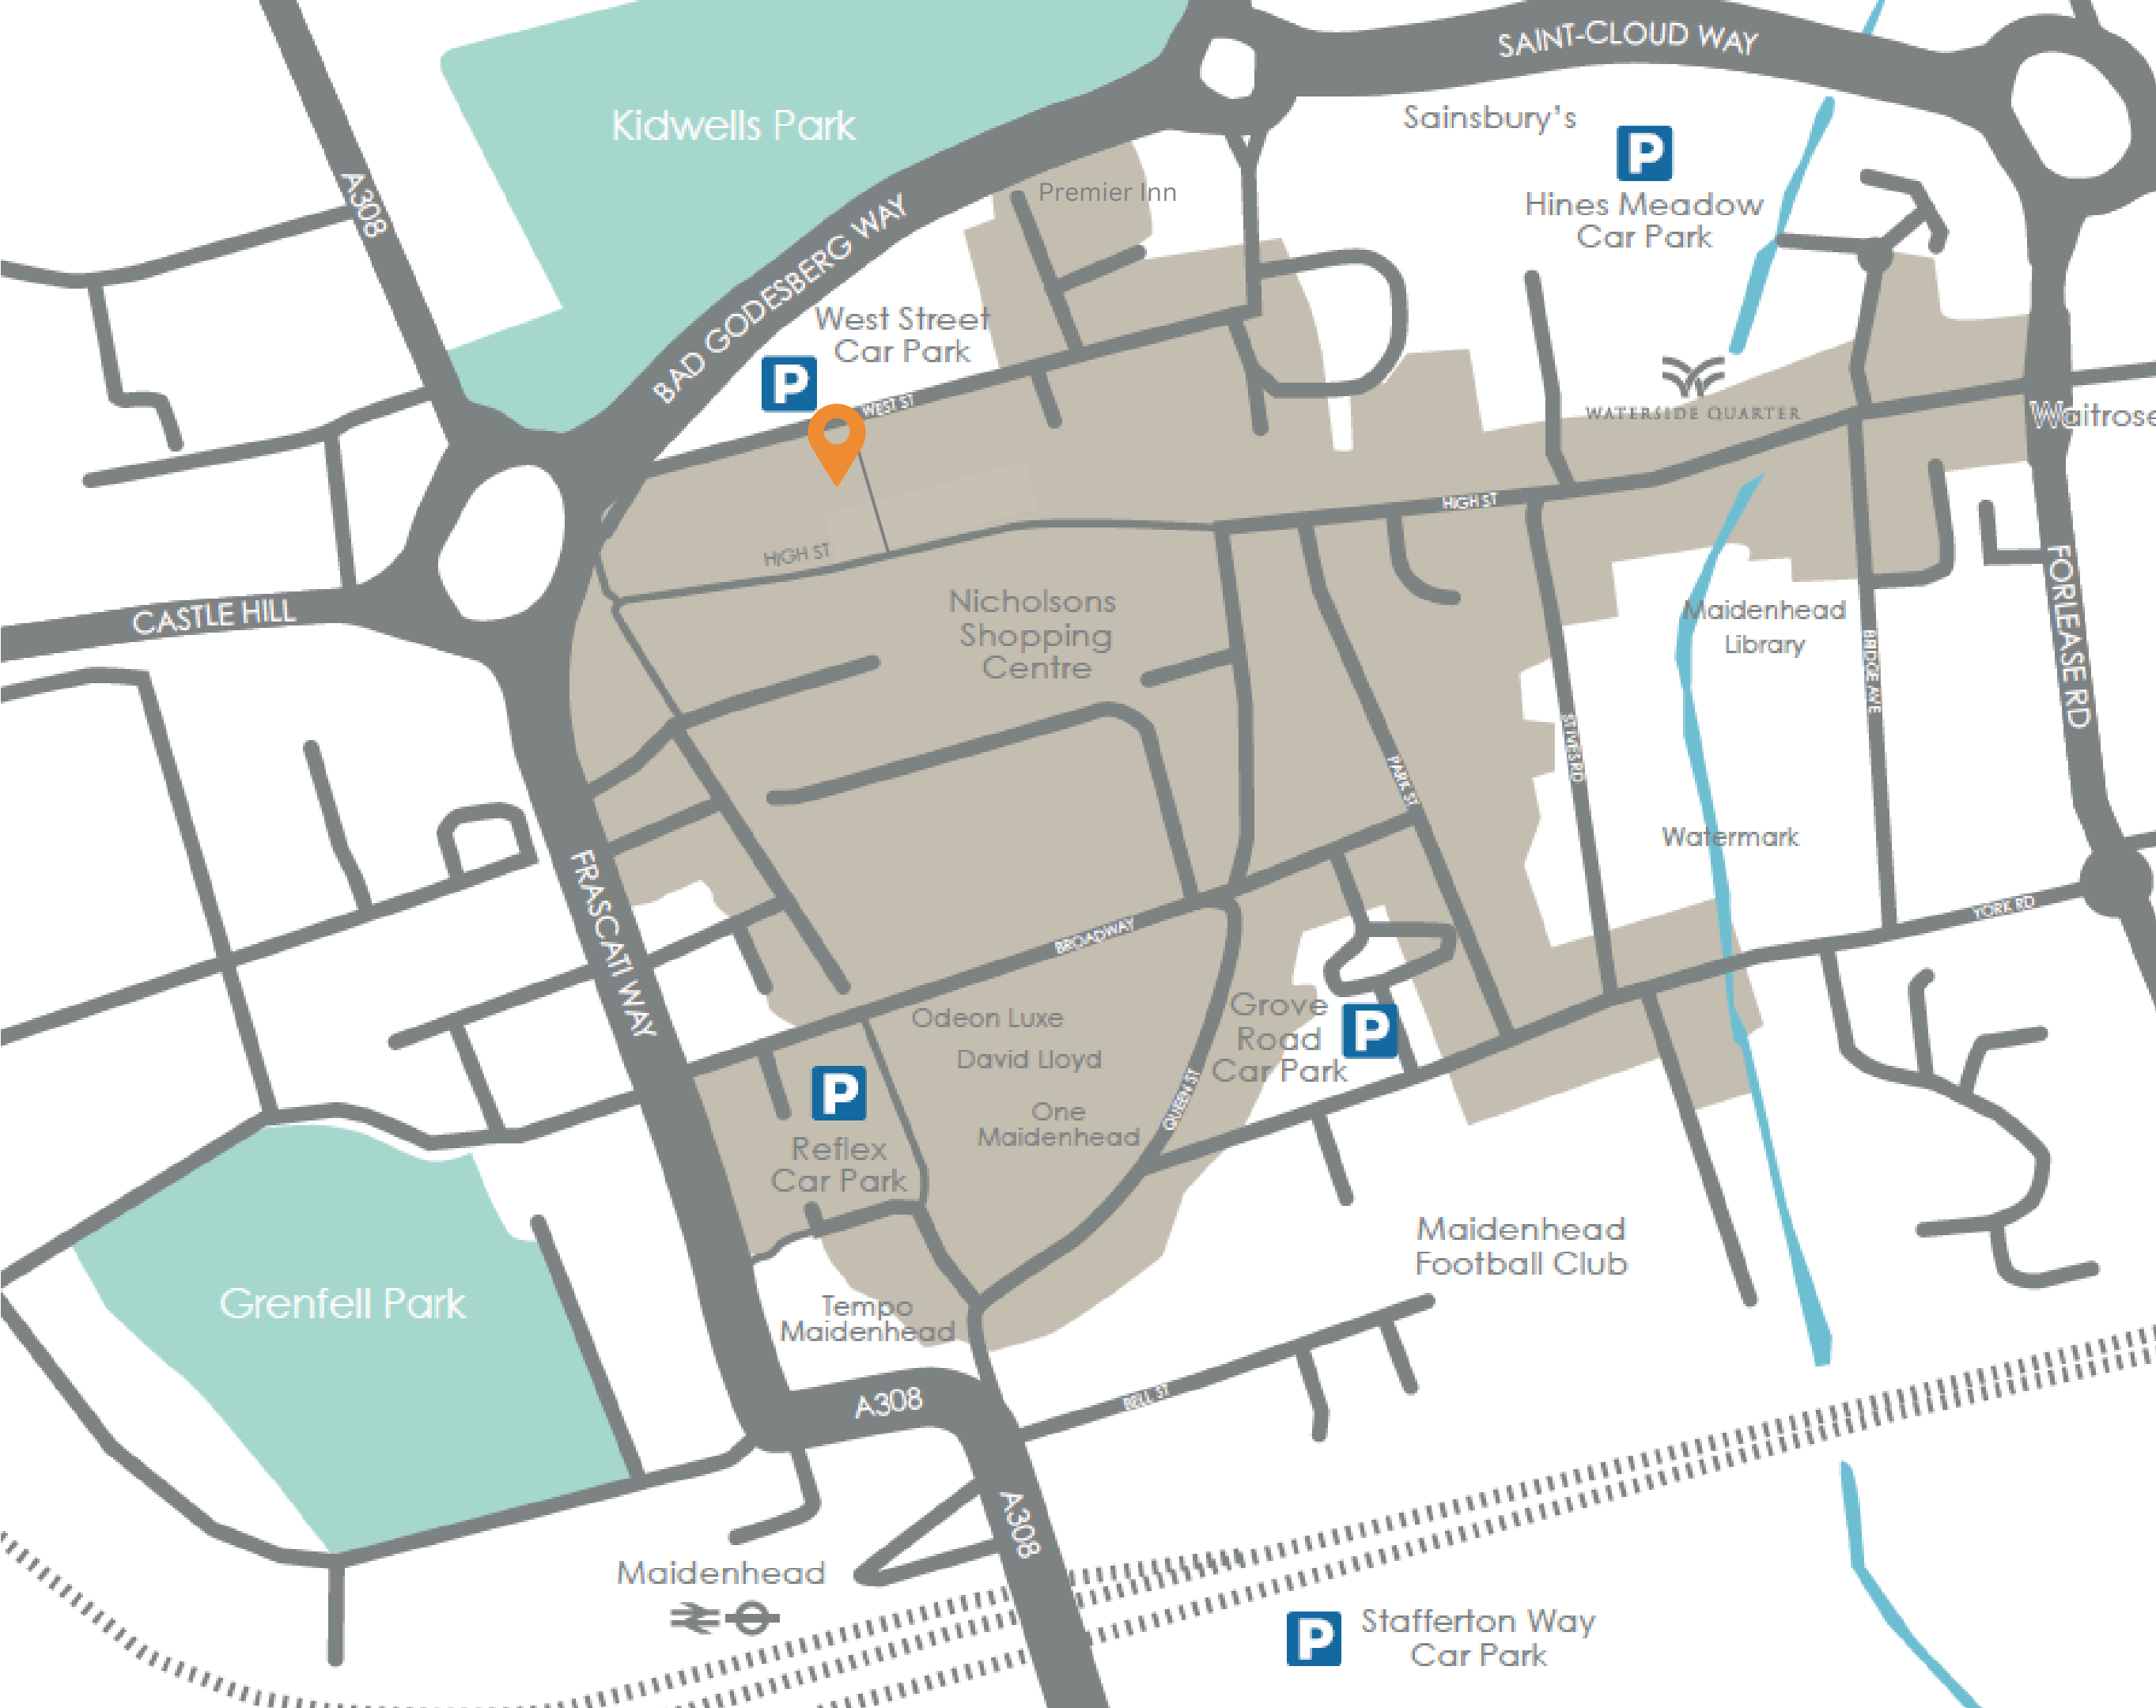 SAINT-CLOUD WAY
Kidwells Park
Sainsbury's
P
Hines Meadow
Car Park
A308
Premier Inn
BAD GODESBERG WAY
West Street
Car Park
P
WEST ST
WATERSIDE QUARTER
Waitrose
HIGH ST
HIGH ST
CASTLE HILL
Nicholsons
Shopping
Centre
Maidenhead
Library
FORLEASE RD
BRIDGE AVE
ST IVES RD
PARK ST
Watermark
FRASCATI WAY
BROADWAY
YORK RD
Odeon Luxe
David Lloyd
One
Maidenhead
Grove
Road
Car Park
P
QUEEN ST
P
Reflex
Car Park
Maidenhead
Football Club
Grenfell Park
Tempo
Maidenhead
A308
BELL ST
A308
Maidenhead
P
Stafferton Way
Car Park